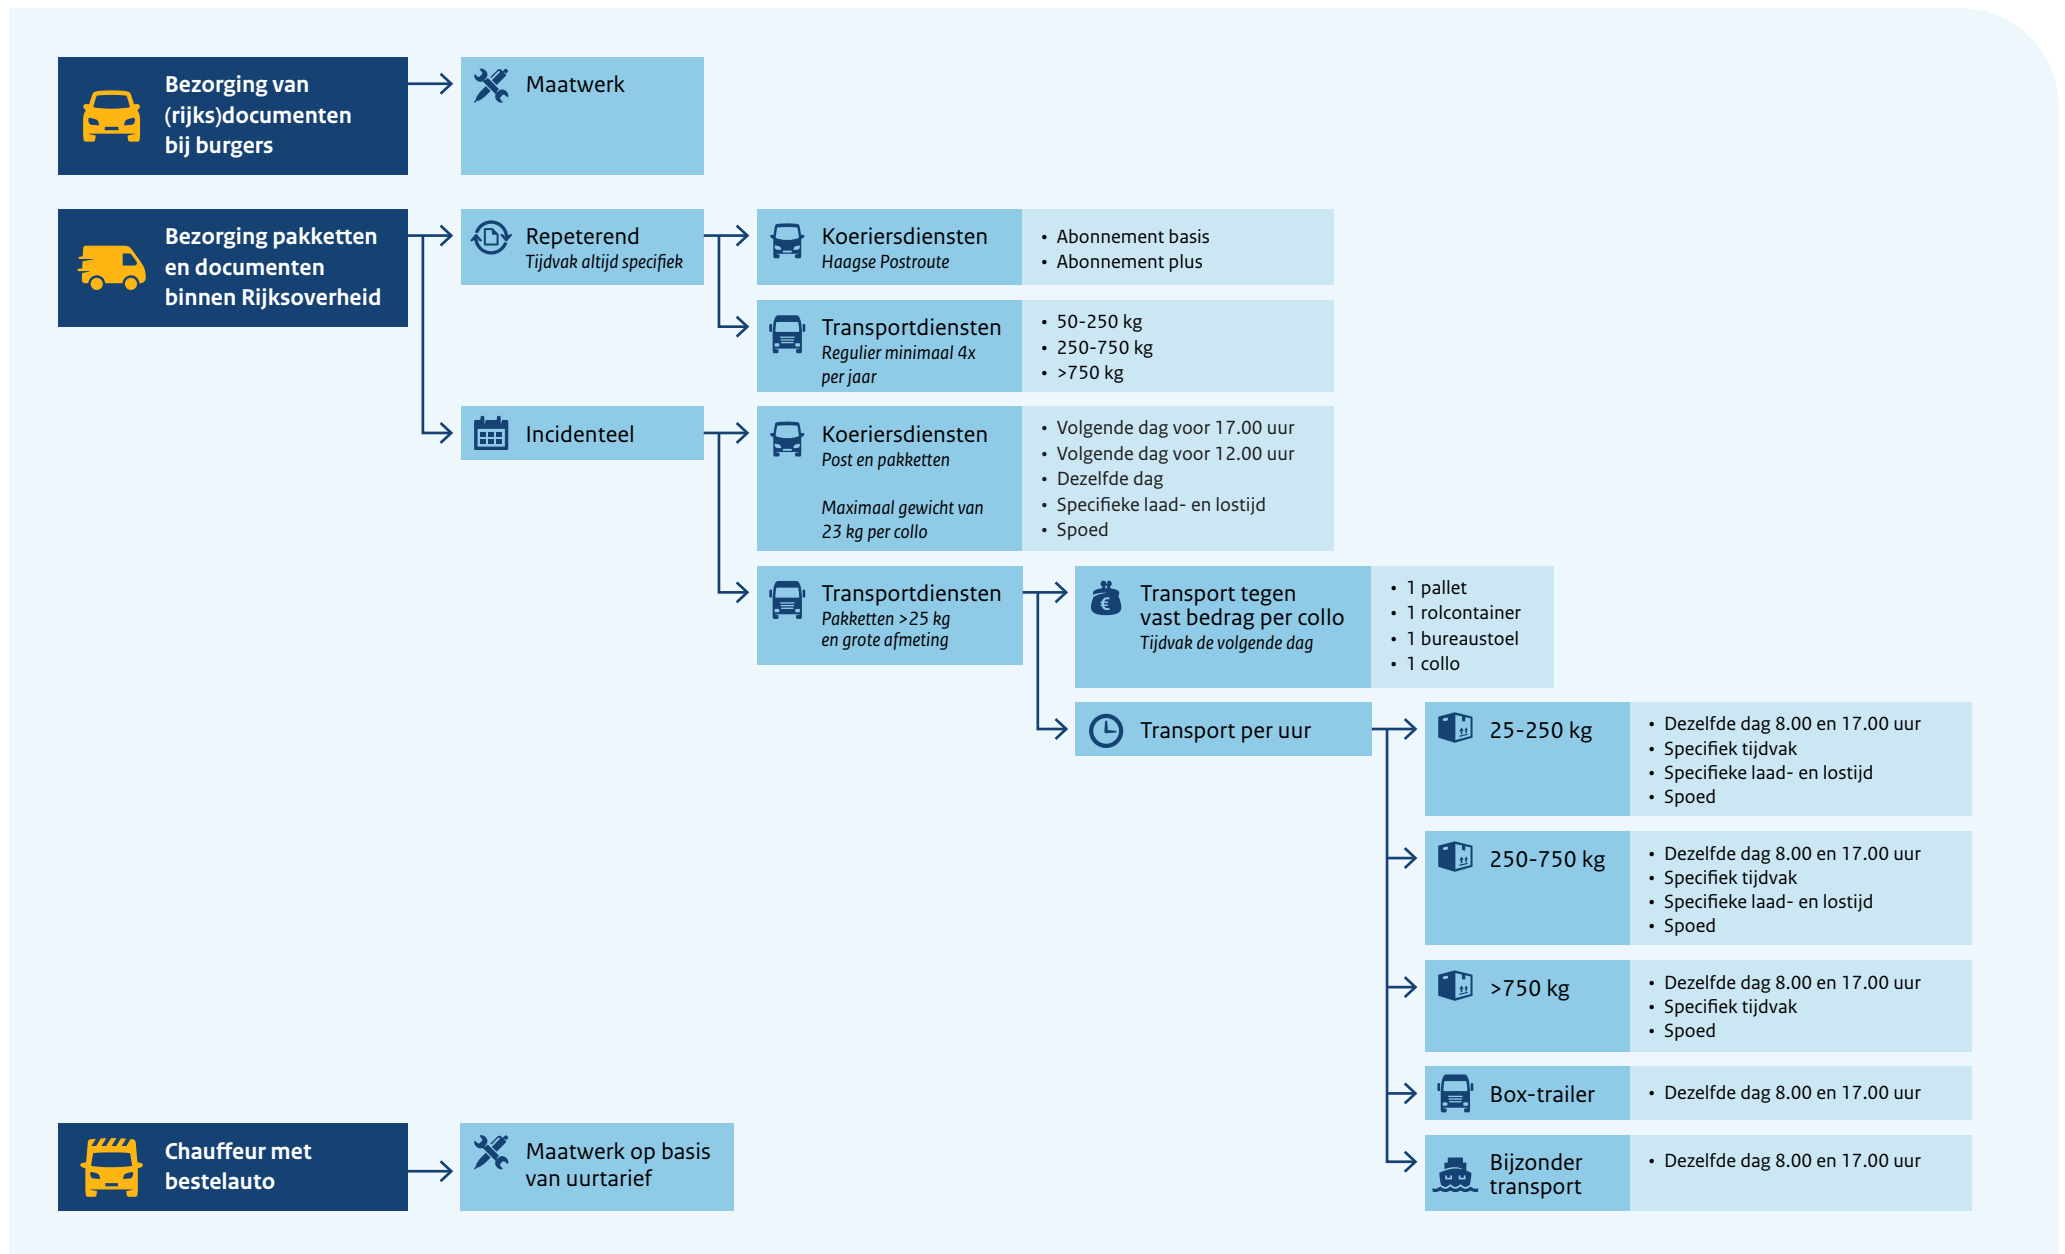 Bezorging van
(rijks)documenten
bij burgers
Maatwerk
Bezorging pakketten
en documenten
binnen Rijksoverheid
Repeterend
Tijdvak altijd specifiek
Koeriersdiensten
Haagse Postroute
• Abonnement basis
• Abonnement plus
Transportdiensten
Regulier minimaal 4x
per jaar
• 50-250 kg
• 250-750 kg
• >750 kg
Incidenteel
Koeriersdiensten
Post en pakketten
Maximaal gewicht van
23 kg per collo
• Volgende dag voor 17.00 uur
• Volgende dag voor 12.00 uur
• Dezelfde dag
• Specifieke laad- en lostijd
• Spoed
Transportdiensten
Pakketten >25 kg
en grote afmeting
Transport tegen
vast bedrag per collo
Tijdvak de volgende dag
• 1 pallet
• 1 rolcontainer
• 1 bureaustoel
• 1 collo
Transport per uur
25-250 kg
• Dezelfde dag 8.00 en 17.00 uur
• Specifiek tijdvak
• Specifieke laad- en lostijd
• Spoed
250-750 kg
• Dezelfde dag 8.00 en 17.00 uur
• Specifiek tijdvak
• Specifieke laad- en lostijd
• Spoed
>750 kg
• Dezelfde dag 8.00 en 17.00 uur
• Specifiek tijdvak
• Spoed
Box-trailer
• Dezelfde dag 8.00 en 17.00 uur
Bijzonder
transport
• Dezelfde dag 8.00 en 17.00 uur
Chauffeur met
bestelauto
Maatwerk op basis
van uurtarief